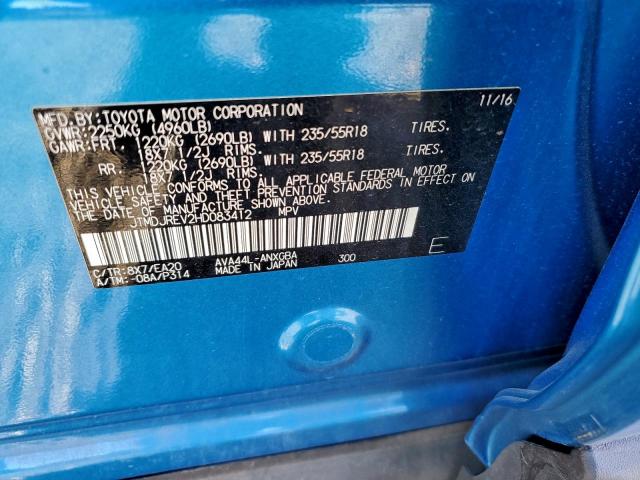 MFD. BY: TOYOTA MOTOR CORPORATION 11/16
GVWR: 2250KG (4960LB)
GAWR: FRT. 1220KG (2690LB) WITH 235/55R18 TIRES.
18X7 1/2J RIMS.
RR. 1220KG (2690LB) WITH 235/55R18 TIRES.
18X7 1/2J RIMS.
THIS VEHICLE CONFORMS TO ALL APPLICABLE FEDERAL MOTOR
VEHICLE SAFETY AND THEFT PREVENTION STANDARDS IN EFFECT ON
THE DATE OF MANUFACTURE SHOWN ABOVE.
JTMDJREV2HD083412 MPV
E
C/TR: 8X7/EA20 AVA44L-ANXGBA 300
A/TM: -08A/P314 MADE IN JAPAN